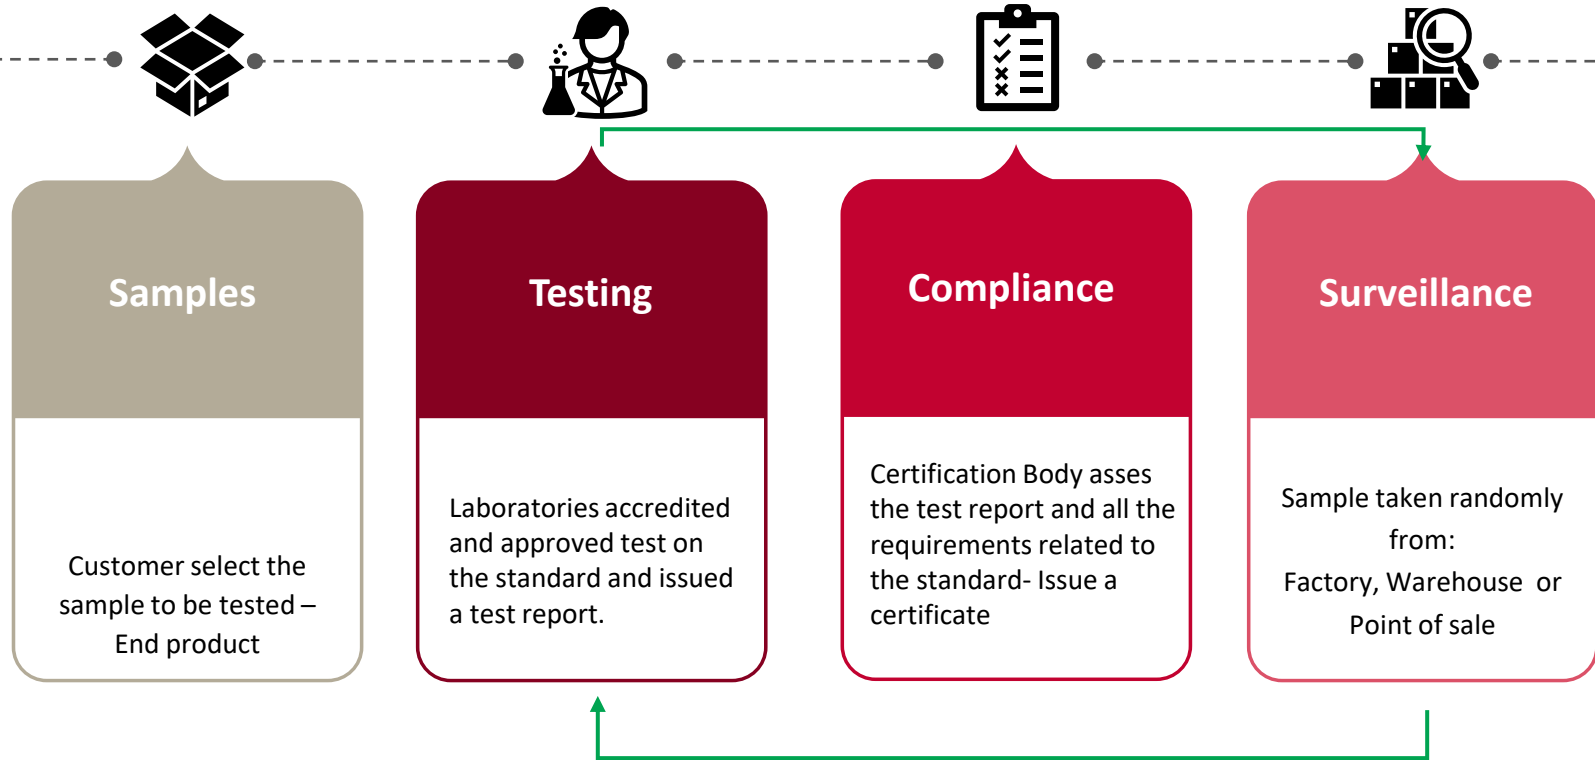 Samples
Customer select the
sample to be tested –
End product
Testing
Laboratories accredited
and approved test on
the standard and issued
a test report.
Compliance
Certification Body asses
the test report and all the
requirements related to
the standard- Issue a
certificate
Surveillance
Sample taken randomly
from:
Factory, Warehouse or
Point of sale